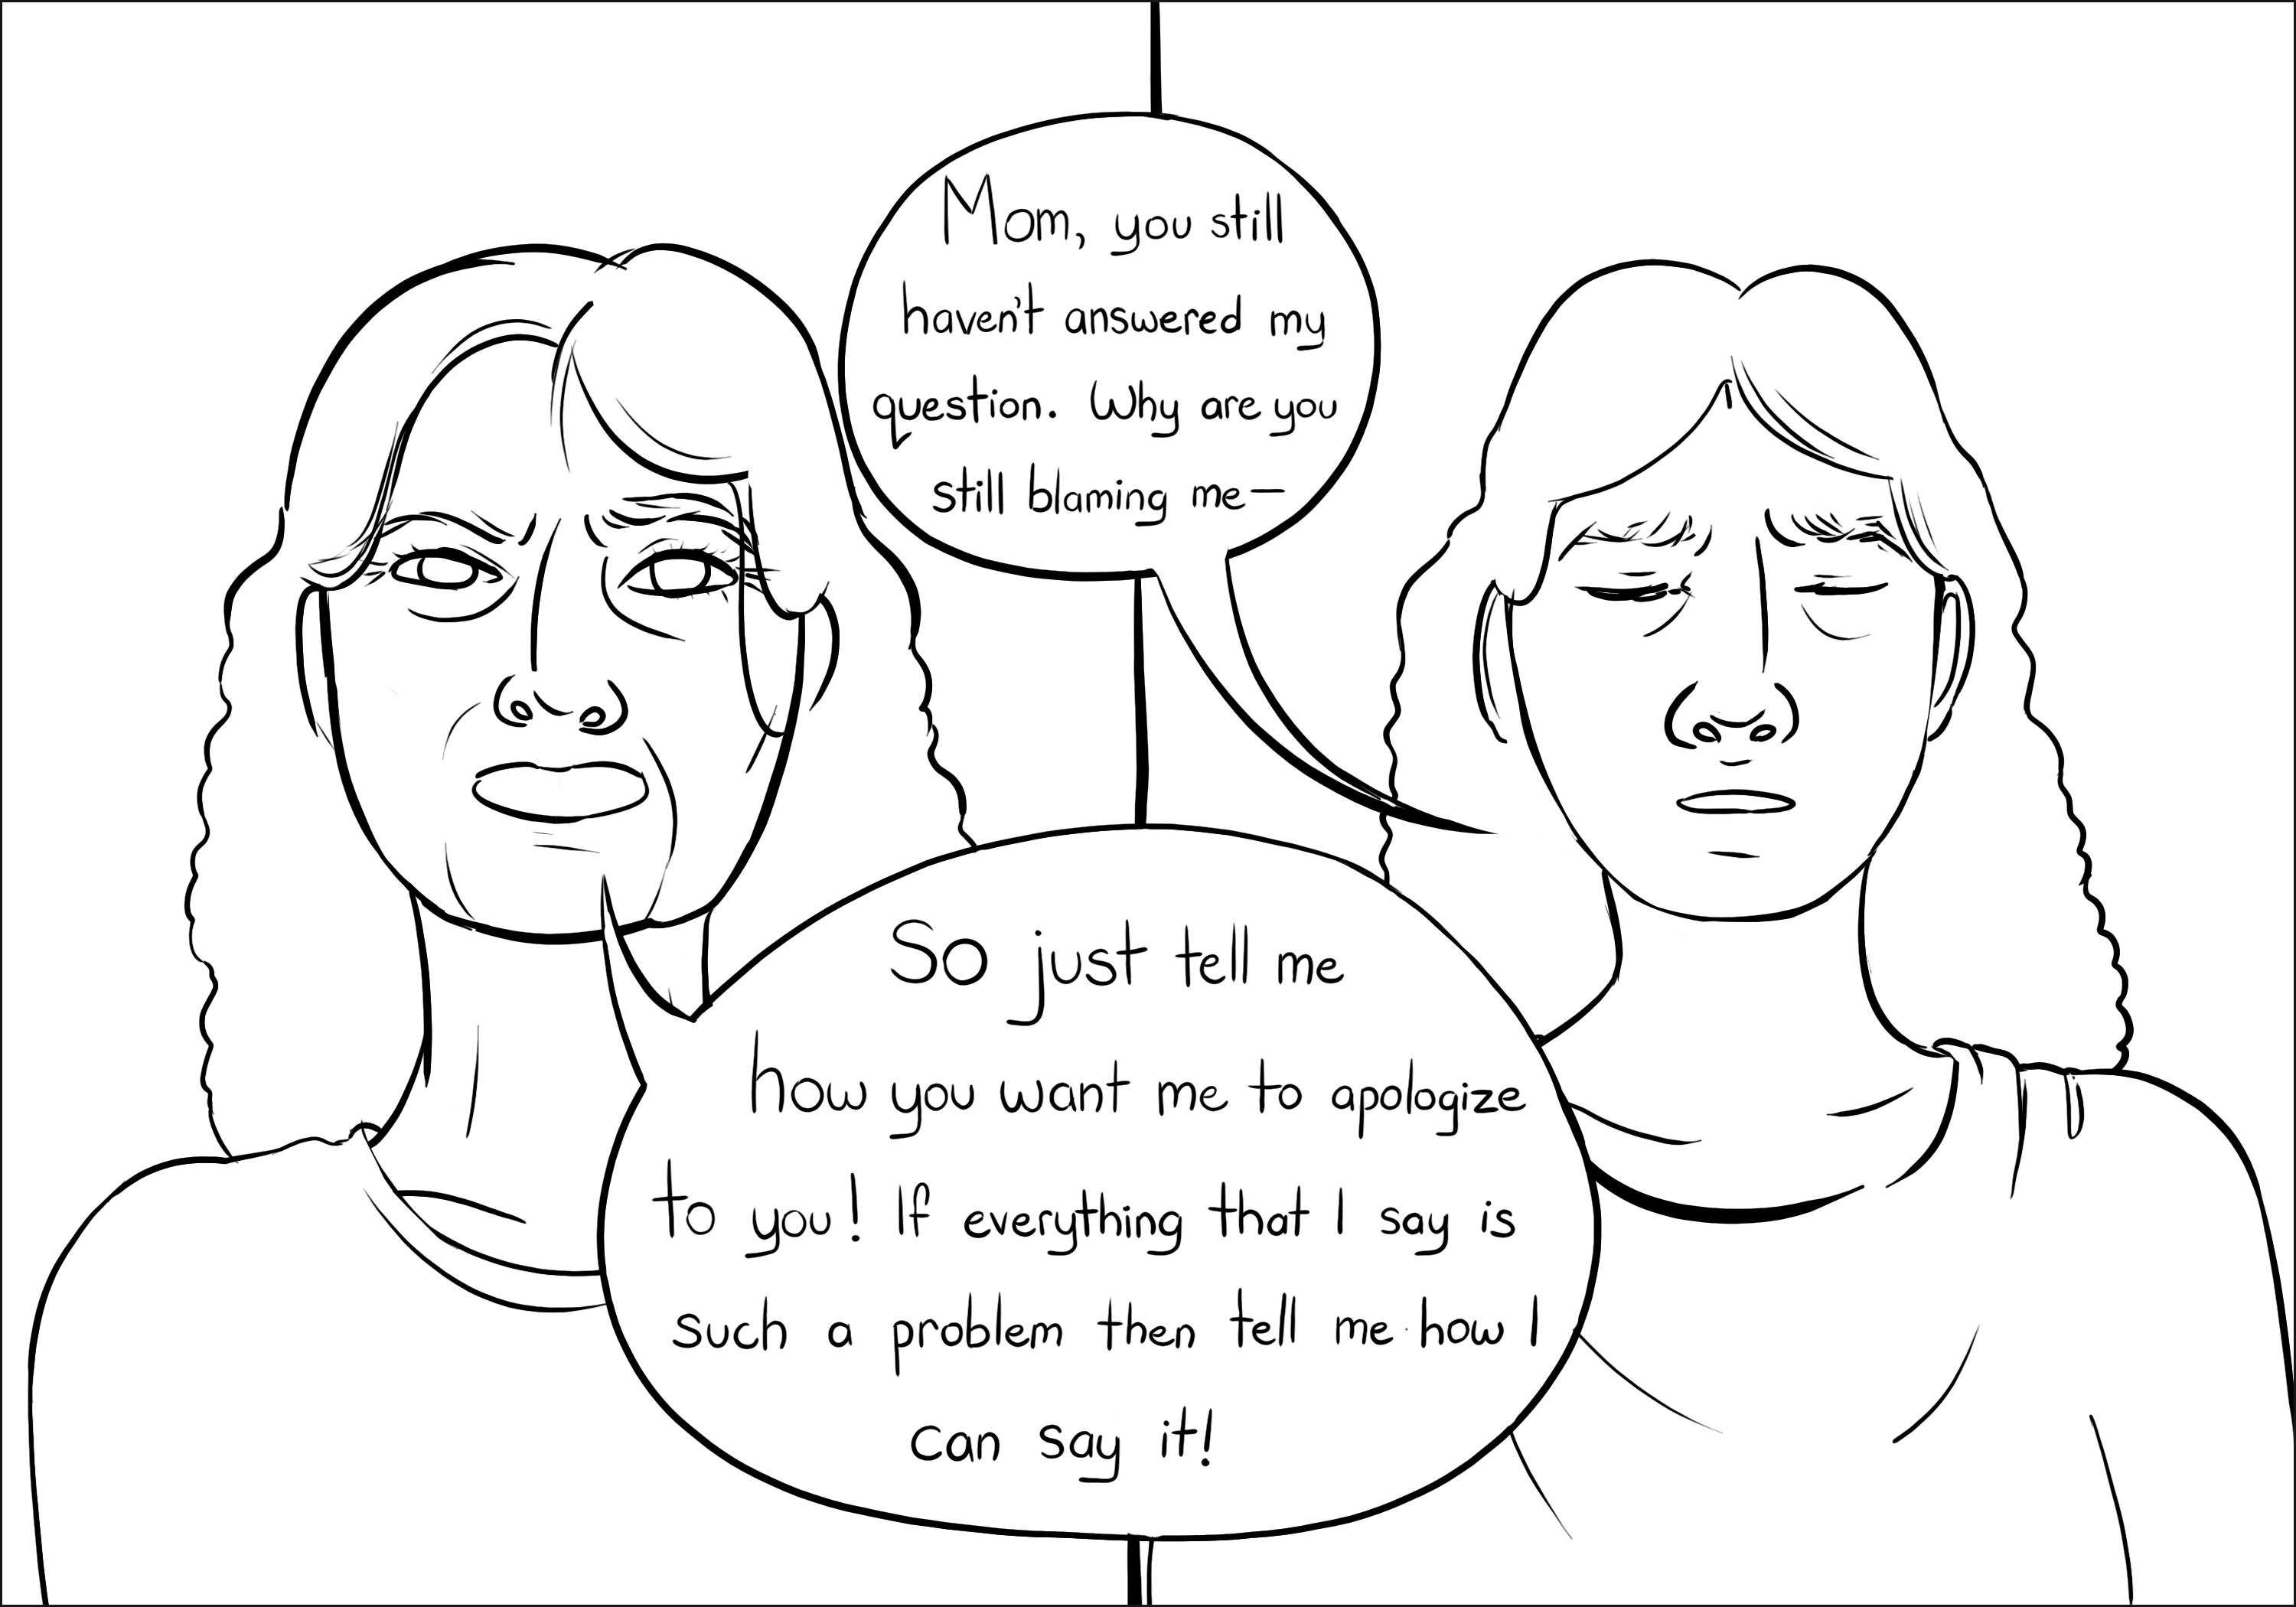 Mom, you still
haven't answered my
question. Why are you
still blaming me—
So just tell me
how you want me to apologize
to you! If everything that I say is
such a problem then tell me how I
can say it!